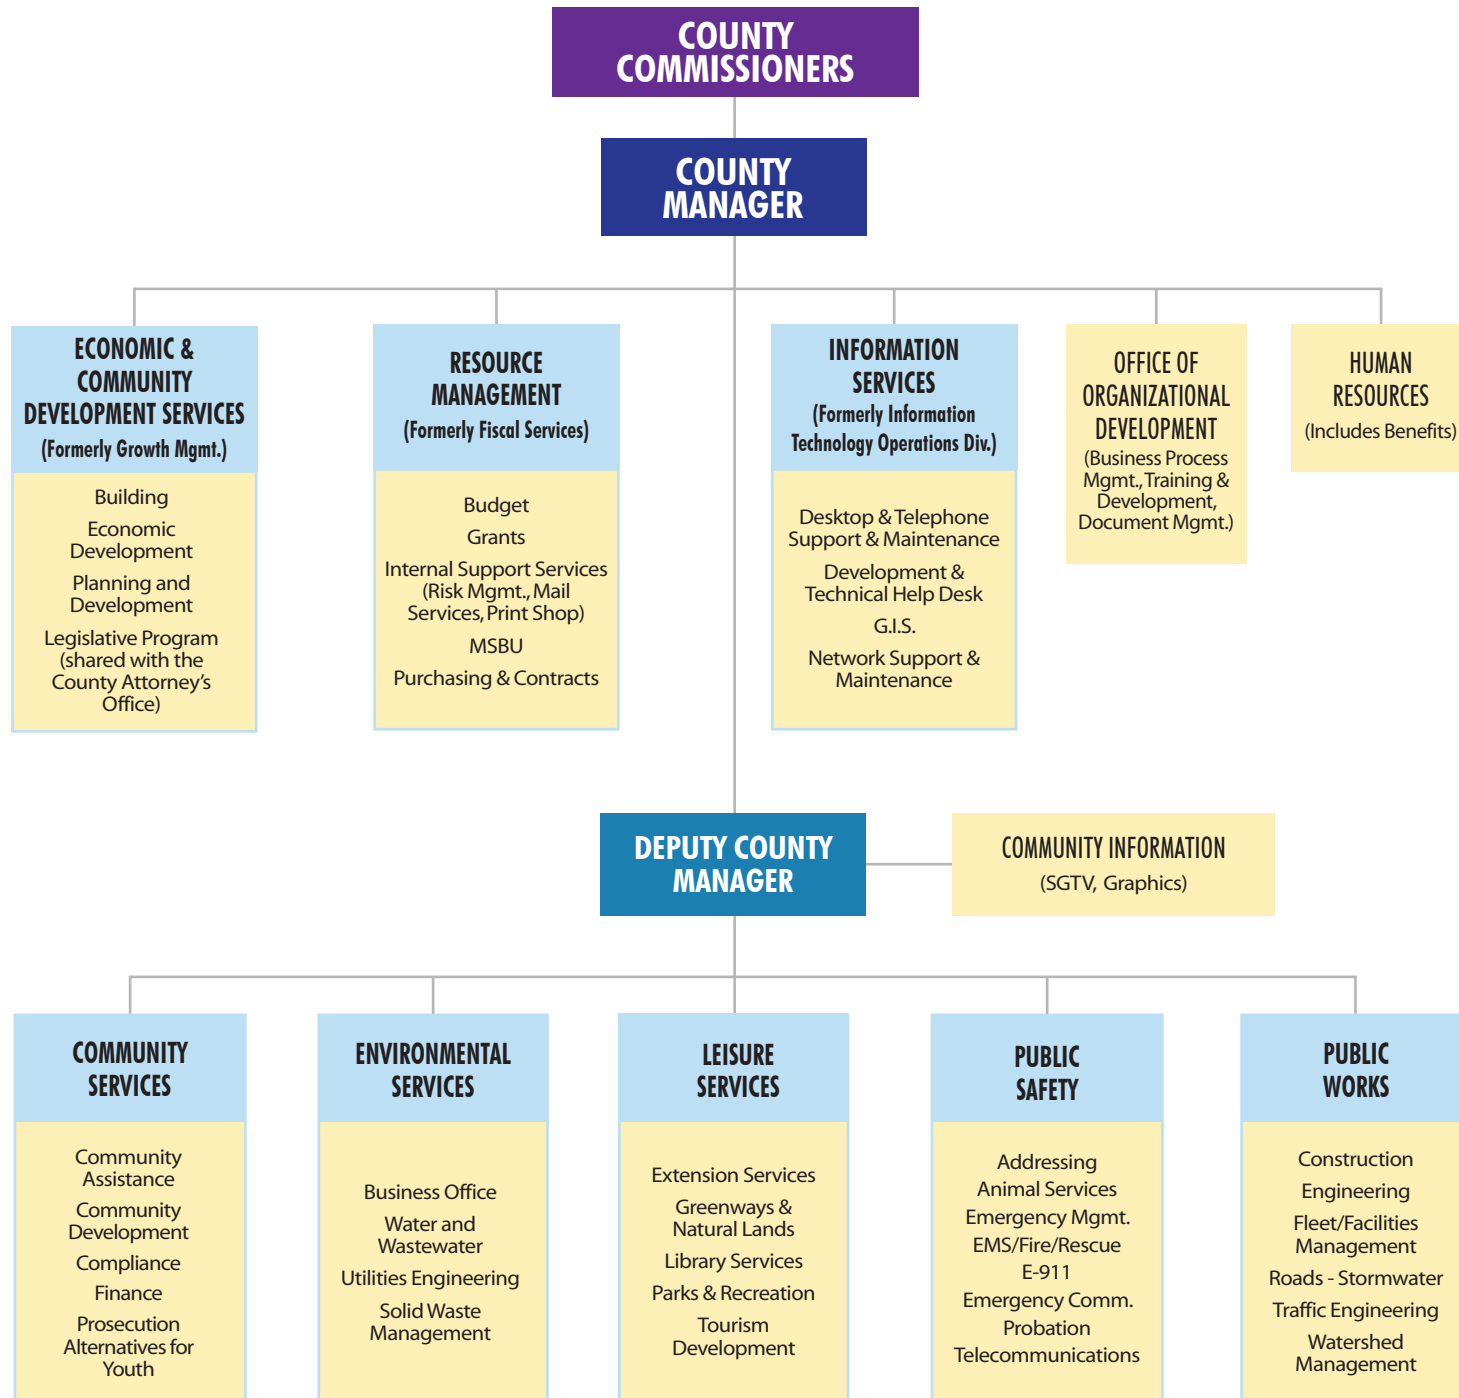 COUNTY
COMMISSIONERS
COUNTY
MANAGER
ECONOMIC &
COMMUNITY
DEVELOPMENT SERVICES
(Formerly Growth Mgmt.)
Building
Economic
Development
Planning and
Development
Legislative Program
(shared with the
County Attorney's
Office)
RESOURCE
MANAGEMENT
(Formerly Fiscal Services)
Budget
Grants
Internal Support Services
(Risk Mgmt., Mail
Services, Print Shop)
MSBU
Purchasing & Contracts
INFORMATION
SERVICES
(Formerly Information
Technology Operations Div.)
Desktop & Telephone
Support & Maintenance
Development &
Technical Help Desk
G.I.S.
Network Support &
Maintenance
OFFICE OF
ORGANIZATIONAL
DEVELOPMENT
(Business Process
Mgmt., Training &
Development,
Document Mgmt.)
HUMAN
RESOURCES
(Includes Benefits)
DEPUTY COUNTY
MANAGER
COMMUNITY INFORMATION
(SGTV, Graphics)
COMMUNITY
SERVICES
Community
Assistance
Community
Development
Compliance
Finance
Prosecution
Alternatives for
Youth
ENVIRONMENTAL
SERVICES
Business Office
Water and
Wastewater
Utilities Engineering
Solid Waste
Management
LEISURE
SERVICES
Extension Services
Greenways &
Natural Lands
Library Services
Parks & Recreation
Tourism
Development
PUBLIC
SAFETY
Addressing
Animal Services
Emergency Mgmt.
EMS/Fire/Rescue
E-911
Emergency Comm.
Probation
Telecommunications
PUBLIC
WORKS
Construction
Engineering
Fleet/Facilities
Management
Roads - Stormwater
Traffic Engineering
Watershed
Management